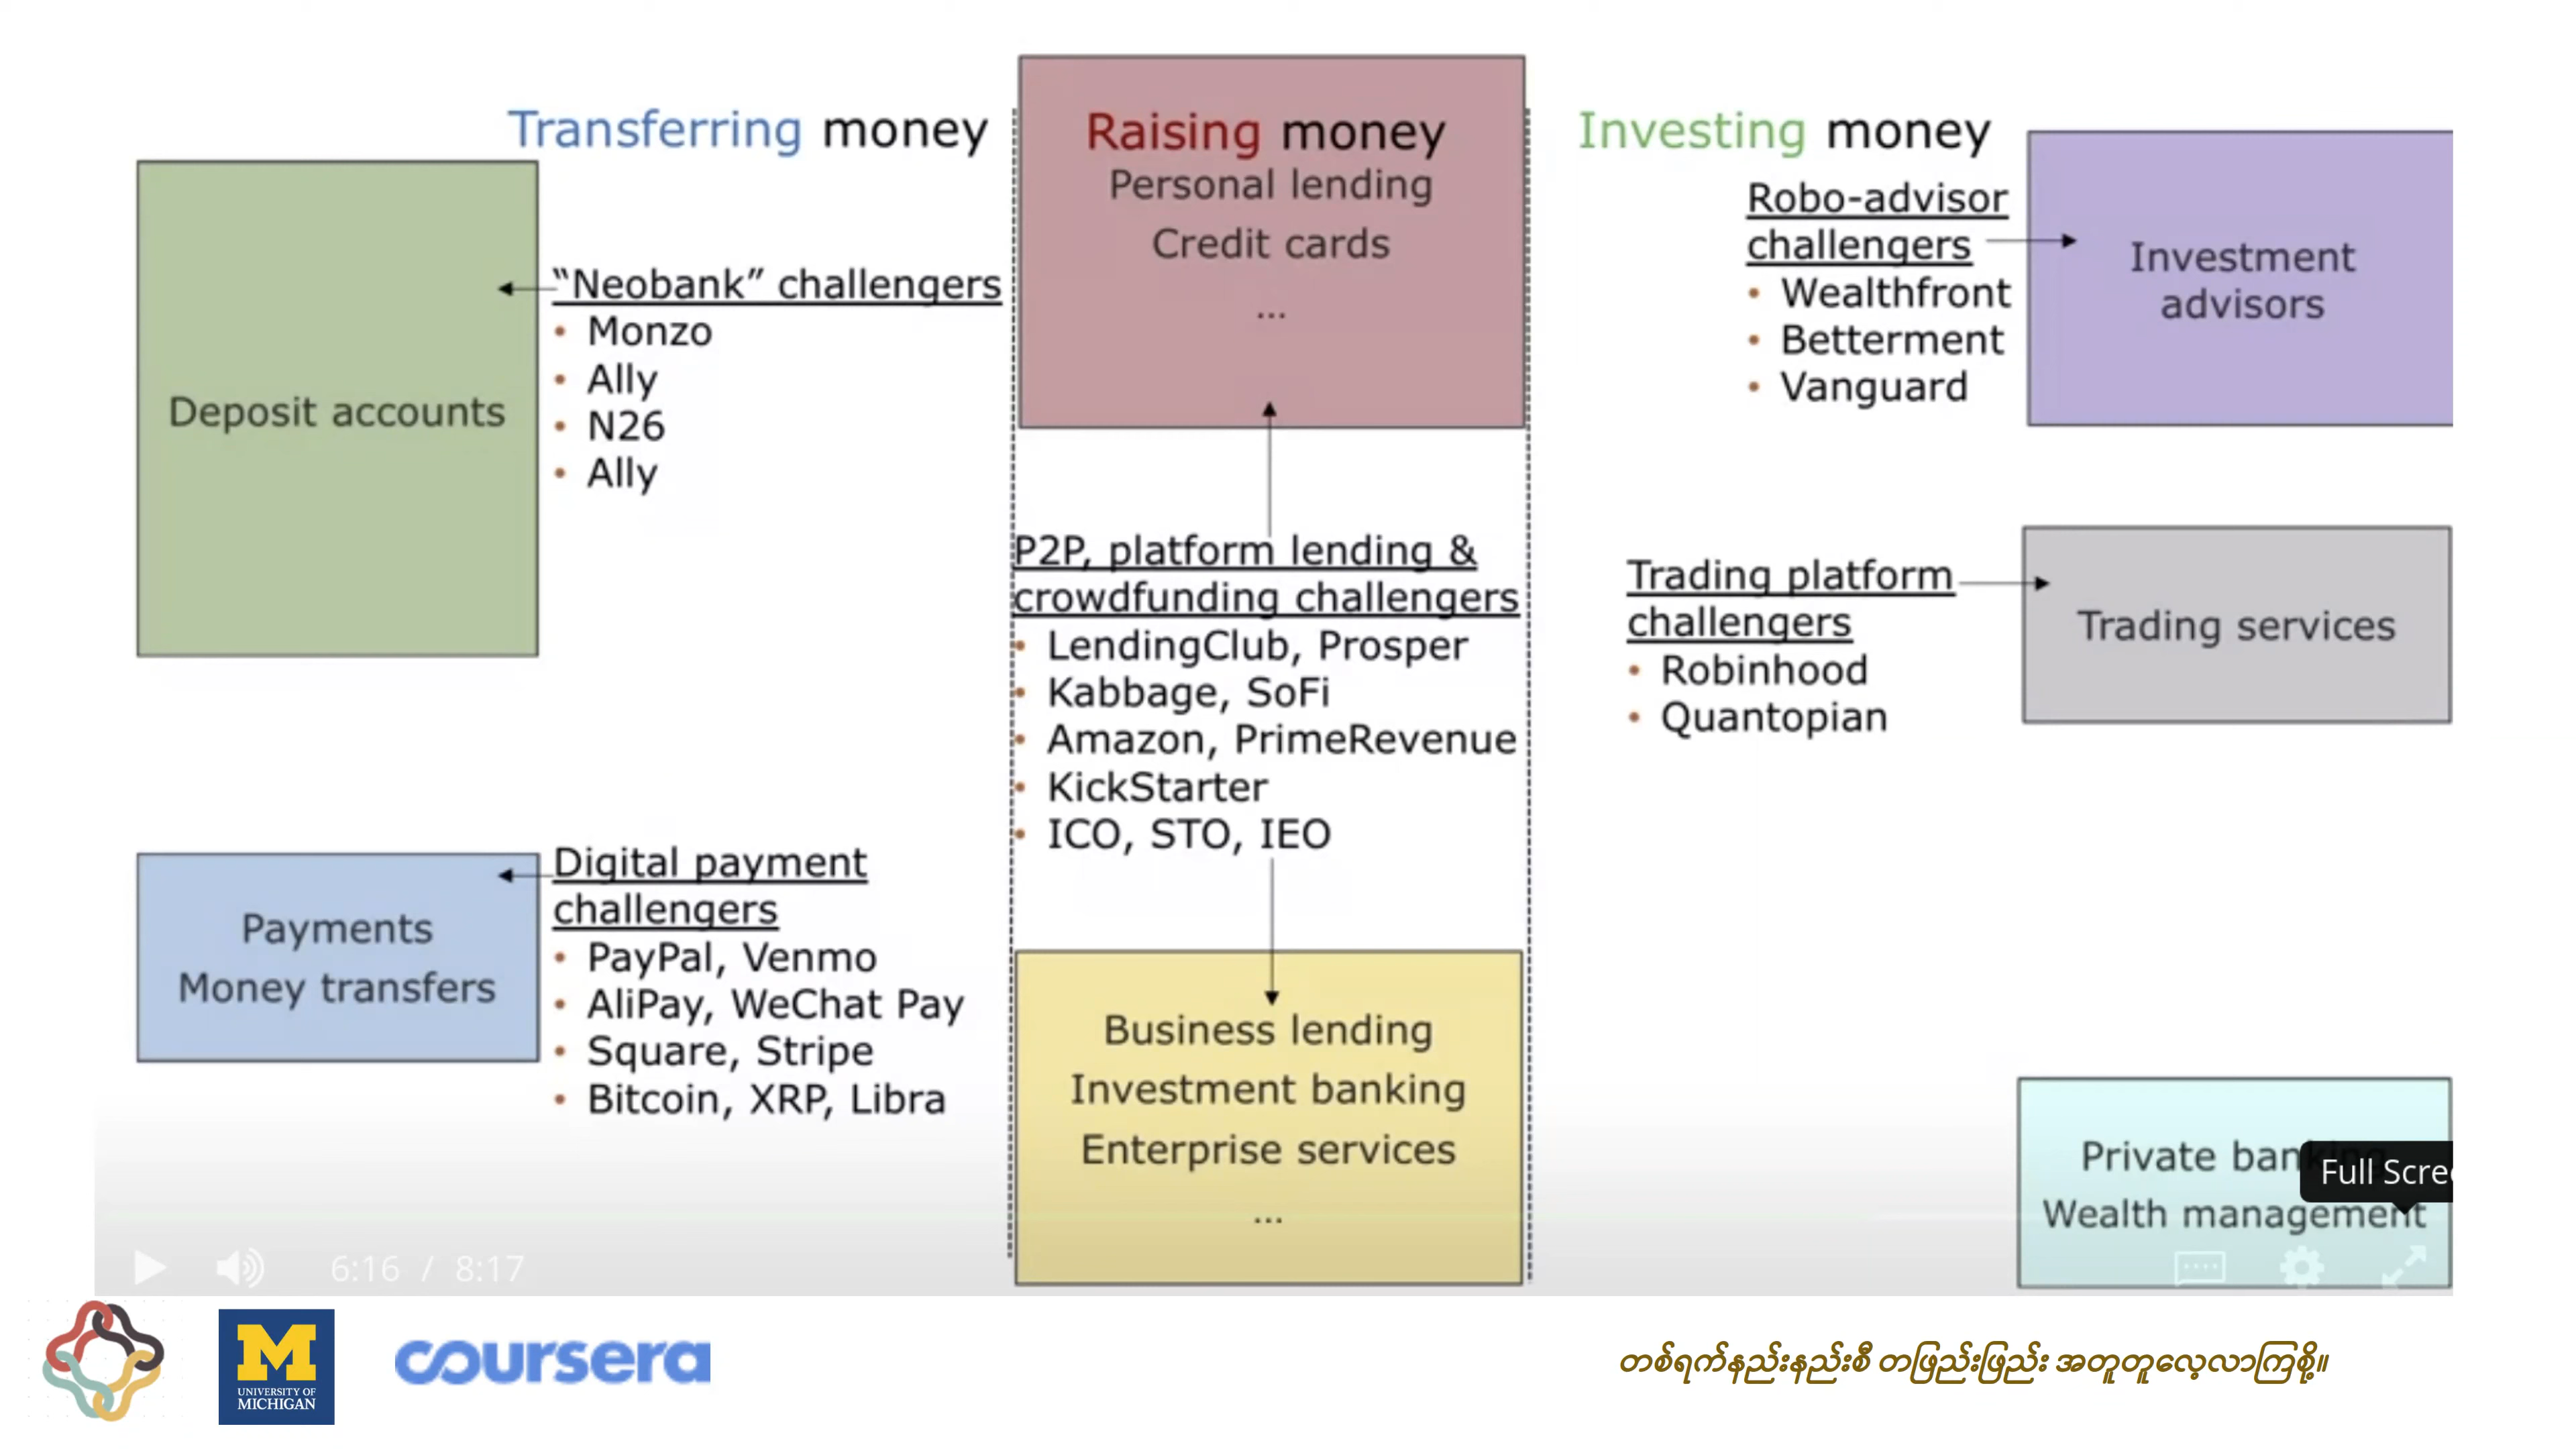 Transferring money
Deposit accounts
“Neobank” challengers
• Monzo
• Ally
• N26
• Ally
Payments
Money transfers
Digital payment
challengers
• PayPal, Venmo
• AliPay, WeChat Pay
• Square, Stripe
• Bitcoin, XRP, Libra
Raising money
Personal lending
Credit cards
...
P2P, platform lending &
crowdfunding challengers
• LendingClub, Prosper
• Kabbage, SoFi
• Amazon, PrimeRevenue
• KickStarter
• ICO, STO, IEO
Business lending
Investment banking
Enterprise services
...
Investing money
Robo-advisor
challengers
• Wealthfront
• Betterment
• Vanguard
Investment
advisors
Trading platform
challengers
• Robinhood
• Quantopian
Trading services
Private
Full
Wealth management
6:16 / 8:17
M
UNIVERSITY OF
MICHIGAN
coursera
တစ်ရက်နည်းနည်းစီ တဖြည်းဖြည်း အတူတူလေ့လာကြစို့။